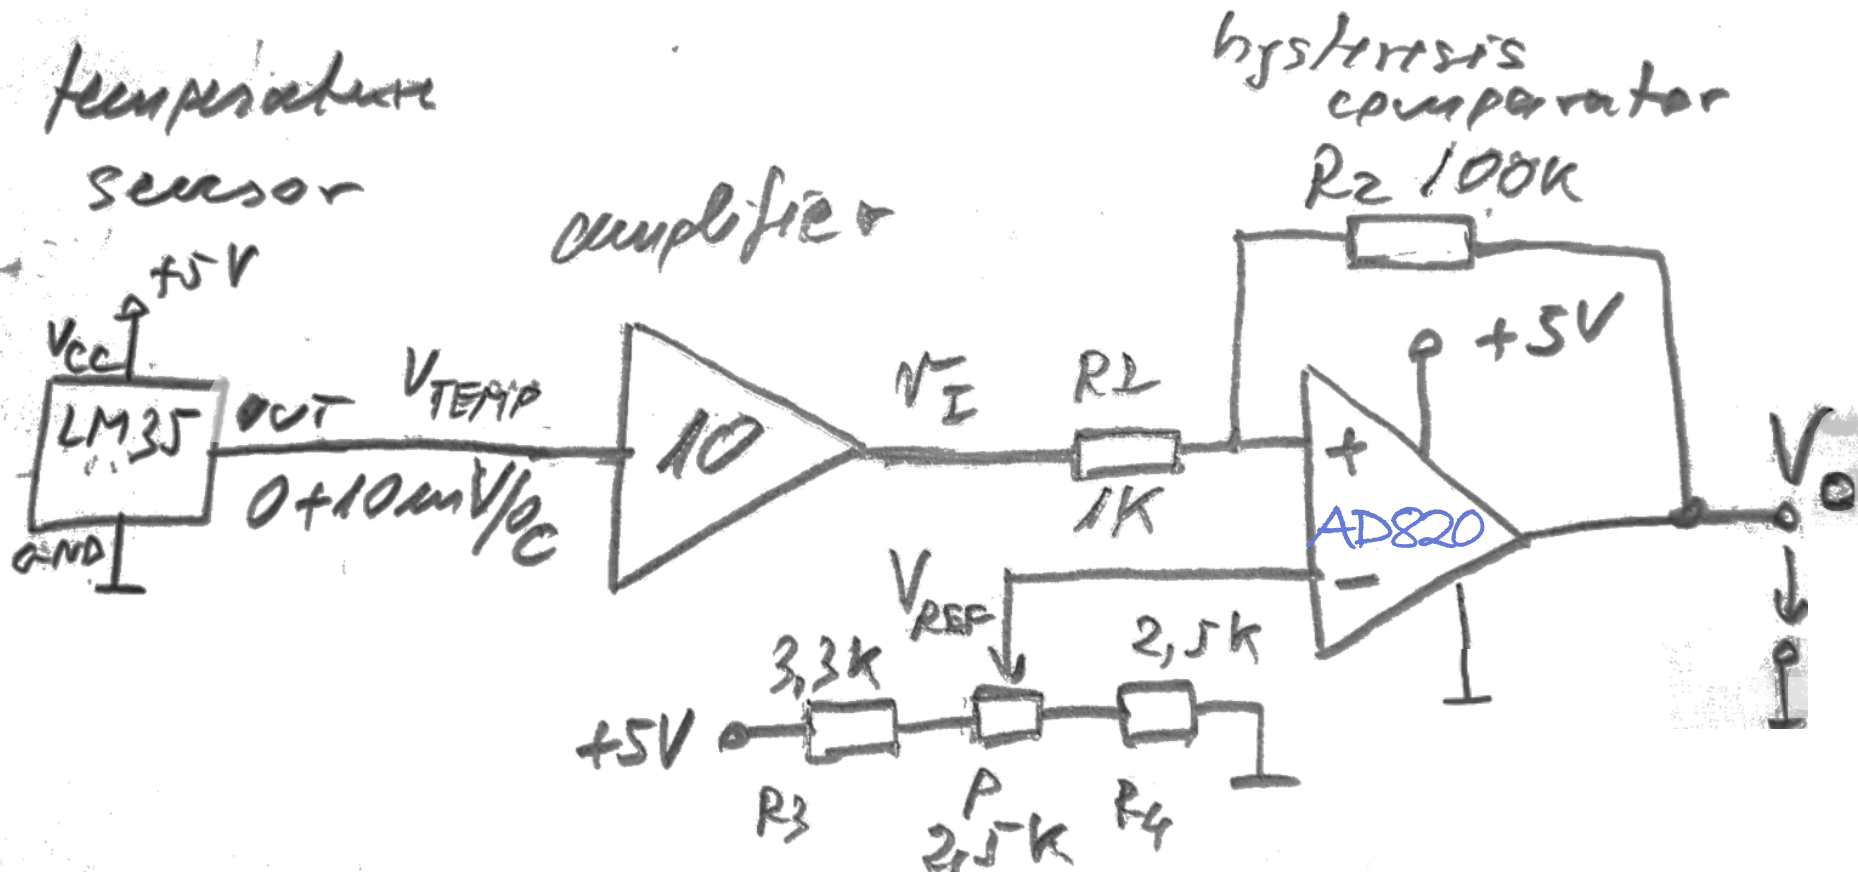 temperature
sensor
+5V
VCC
LM35
OUT
GND
VTEMP
0+10mV/°C
amplifier
10
VI
R1
1K
hysteresis
comparator
R2 100K
+5V
+
AD820
-
VO
VREF
3,3K
2,5K
+5V
R3
P
2,5K
R4